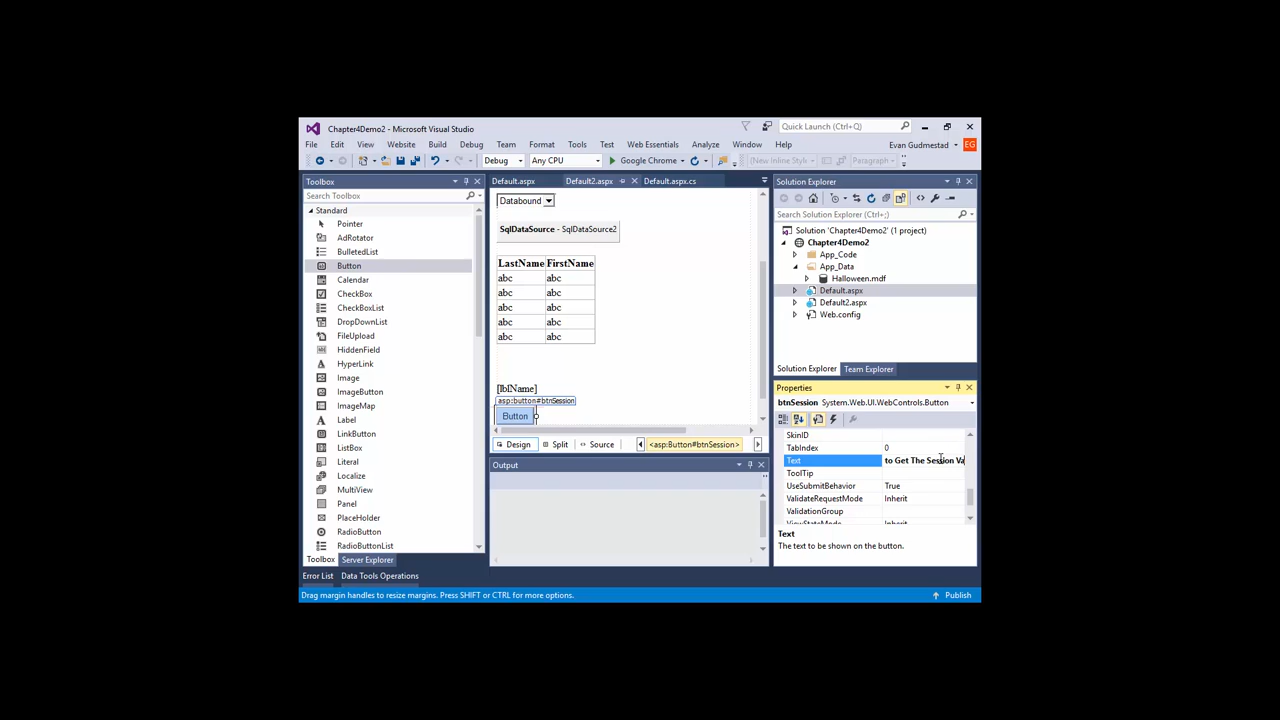 Chapter4Demo2 - Microsoft Visual Studio
Quick Launch (Ctrl+Q)
File Edit View Website Build Debug Team Format Tools Test Web Essentials Analyze Window Help
Evan Gudmestad EG
Debug Any CPU Google Chrome (New Inline Style Paragraph
Toolbox
Search Toolbox
Standard
Pointer
AdRotator
BulletedList
Button
Calendar
CheckBox
CheckBoxList
DropDownList
FileUpload
HiddenField
HyperLink
Image
ImageButton
ImageMap
Label
LinkButton
ListBox
Literal
Localize
MultiView
Panel
PlaceHolder
RadioButton
RadioButtonList
Toolbox Server Explorer
Error List Data Tools Operations
Default.aspx Default2.aspx Default.aspx.cs
Databound
SqlDataSource - SqlDataSource2
LastName FirstName
abc abc
abc abc
abc abc
abc abc
abc abc
[lblName]
asp:button#btnSession
Button
Design Split Source <asp:Button#btnSession>
Output
Solution Explorer
Search Solution Explorer (Ctrl+;)
Solution 'Chapter4Demo2' (1 project)
Chapter4Demo2
App_Code
App_Data
Halloween.mdf
Default.aspx
Default2.aspx
Web.config
Solution Explorer Team Explorer
Properties
btnSession System.Web.UI.WebControls.Button
SkinID
TabIndex 0
Text to Get The Session Va
ToolTip
UseSubmitBehavior True
ValidateRequestMode Inherit
ValidationGroup
ViewStateMode Inherit
Text
The text to be shown on the button.
Drag margin handles to resize margins. Press SHIFT or CTRL for more options.
Publish